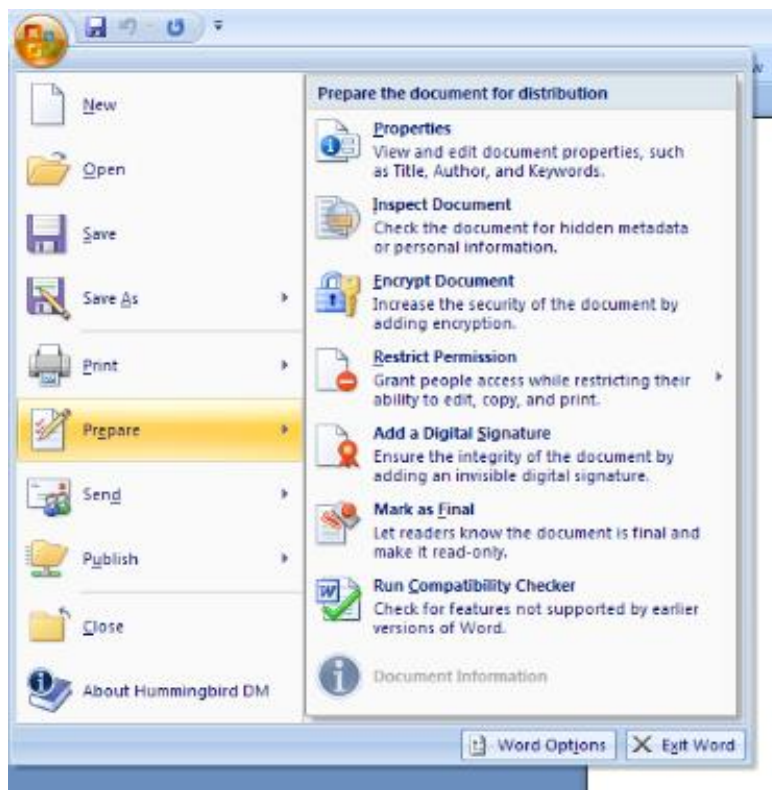 New
Open
Save
Save As
Print
Prepare
Send
Publish
Close
About Hummingbird DM
Prepare the document for distribution
Properties
View and edit document properties, such
as Title, Author, and Keywords.
Inspect Document
Check the document for hidden metadata
or personal information.
Encrypt Document
Increase the security of the document by
adding encryption.
Restrict Permission
Grant people access while restricting their
ability to edit, copy, and print.
Add a Digital Signature
Ensure the integrity of the document by
adding an invisible digital signature.
Mark as Final
Let readers know the document is final and
make it read-only.
Run Compatibility Checker
Check for features not supported by earlier
versions of Word.
Document Information
Word Options
Exit Word